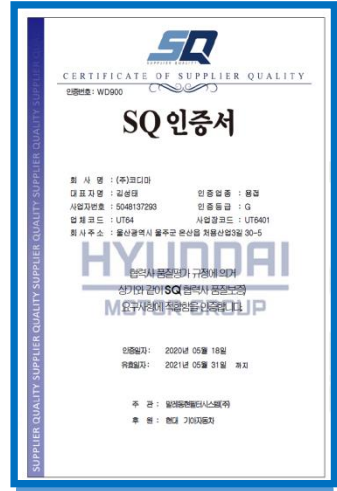 SQ
SUPPLIER QUALITY
CERTIFICATE OF SUPPLIER QUALITY
인증번호 : WD900
SQ 인증서
회 사 명 : (주)코디마
대 표 자 명 : 김성태 인 증 업 종 : 용접
사업자번호 : 5048137293 인 증 등 급 : G
업 체 코 드 : UT64 사업장코드 : UT6401
회 사 주 소 : 울산광역시 울주군 온산읍 처용산업3길 30-5
HYUNDAI
MOTOR GROUP
협력사 품질평가 규정에 의거
상기와 같이 SQ(협력사 품질보증)
요구사항에 적합함을 인증합니다.
인증일자 : 2020년 05월 18일
유효일자 : 2021년 05월 31일 까지
주 관 : 말레동현필터시스템(주)
후 원 : 현대 기아자동차
SUPPLIER QUALITY SUPPLIER QUALITY SUPPLIER QUALITY SUPPLIER QUALITY SUPPLIER QUALITY